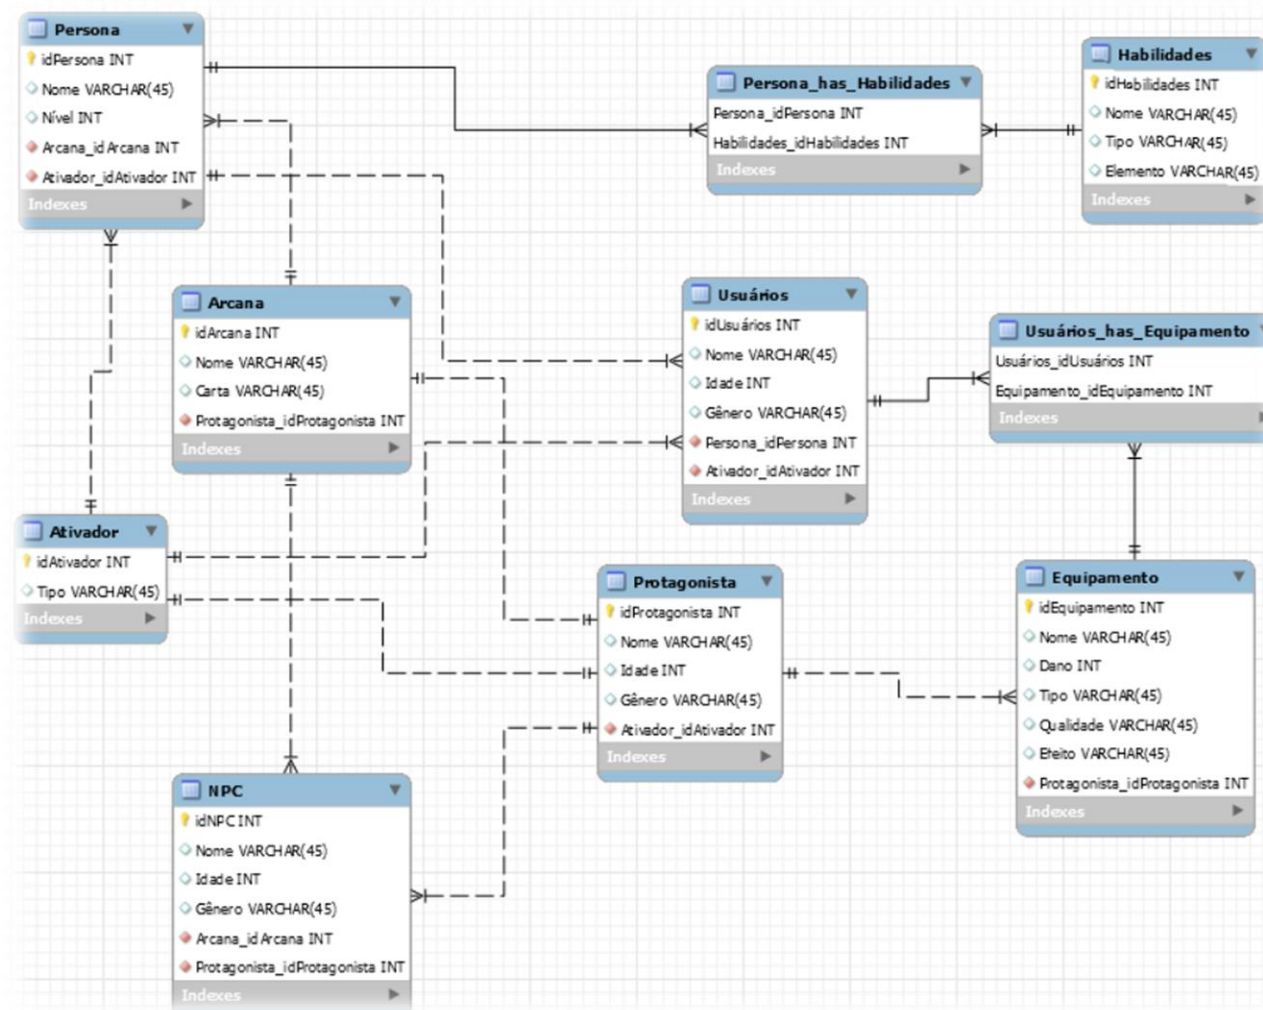 Persona
idPersona INT
Nome VARCHAR(45)
Nível INT
Arcana_idArcana INT
Ativador_idAtivador INT
Indexes
Persona_has_Habilidades
Persona_idPersona INT
Habilidades_idHabilidades INT
Indexes
Habilidades
idHabilidades INT
Nome VARCHAR(45)
Tipo VARCHAR(45)
Elemento VARCHAR(45)
Indexes
Arcana
idArcana INT
Nome VARCHAR(45)
Carta VARCHAR(45)
Protagonista_idProtagonista INT
Indexes
Usuários
idUsuários INT
Nome VARCHAR(45)
Idade INT
Gênero VARCHAR(45)
Persona_idPersona INT
Ativador_idAtivador INT
Indexes
Usuários_has_Equipamento
Usuários_idUsuários INT
Equipamento_idEquipamento INT
Indexes
Ativador
idAtivador INT
Tipo VARCHAR(45)
Indexes
Protagonista
idProtagonista INT
Nome VARCHAR(45)
Idade INT
Gênero VARCHAR(45)
Ativador_idAtivador INT
Indexes
Equipamento
idEquipamento INT
Nome VARCHAR(45)
Dano INT
Tipo VARCHAR(45)
Qualidade VARCHAR(45)
Efeito VARCHAR(45)
Protagonista_idProtagonista INT
Indexes
NPC
idNPC INT
Nome VARCHAR(45)
Idade INT
Gênero VARCHAR(45)
Arcana_idArcana INT
Protagonista_idProtagonista INT
Indexes